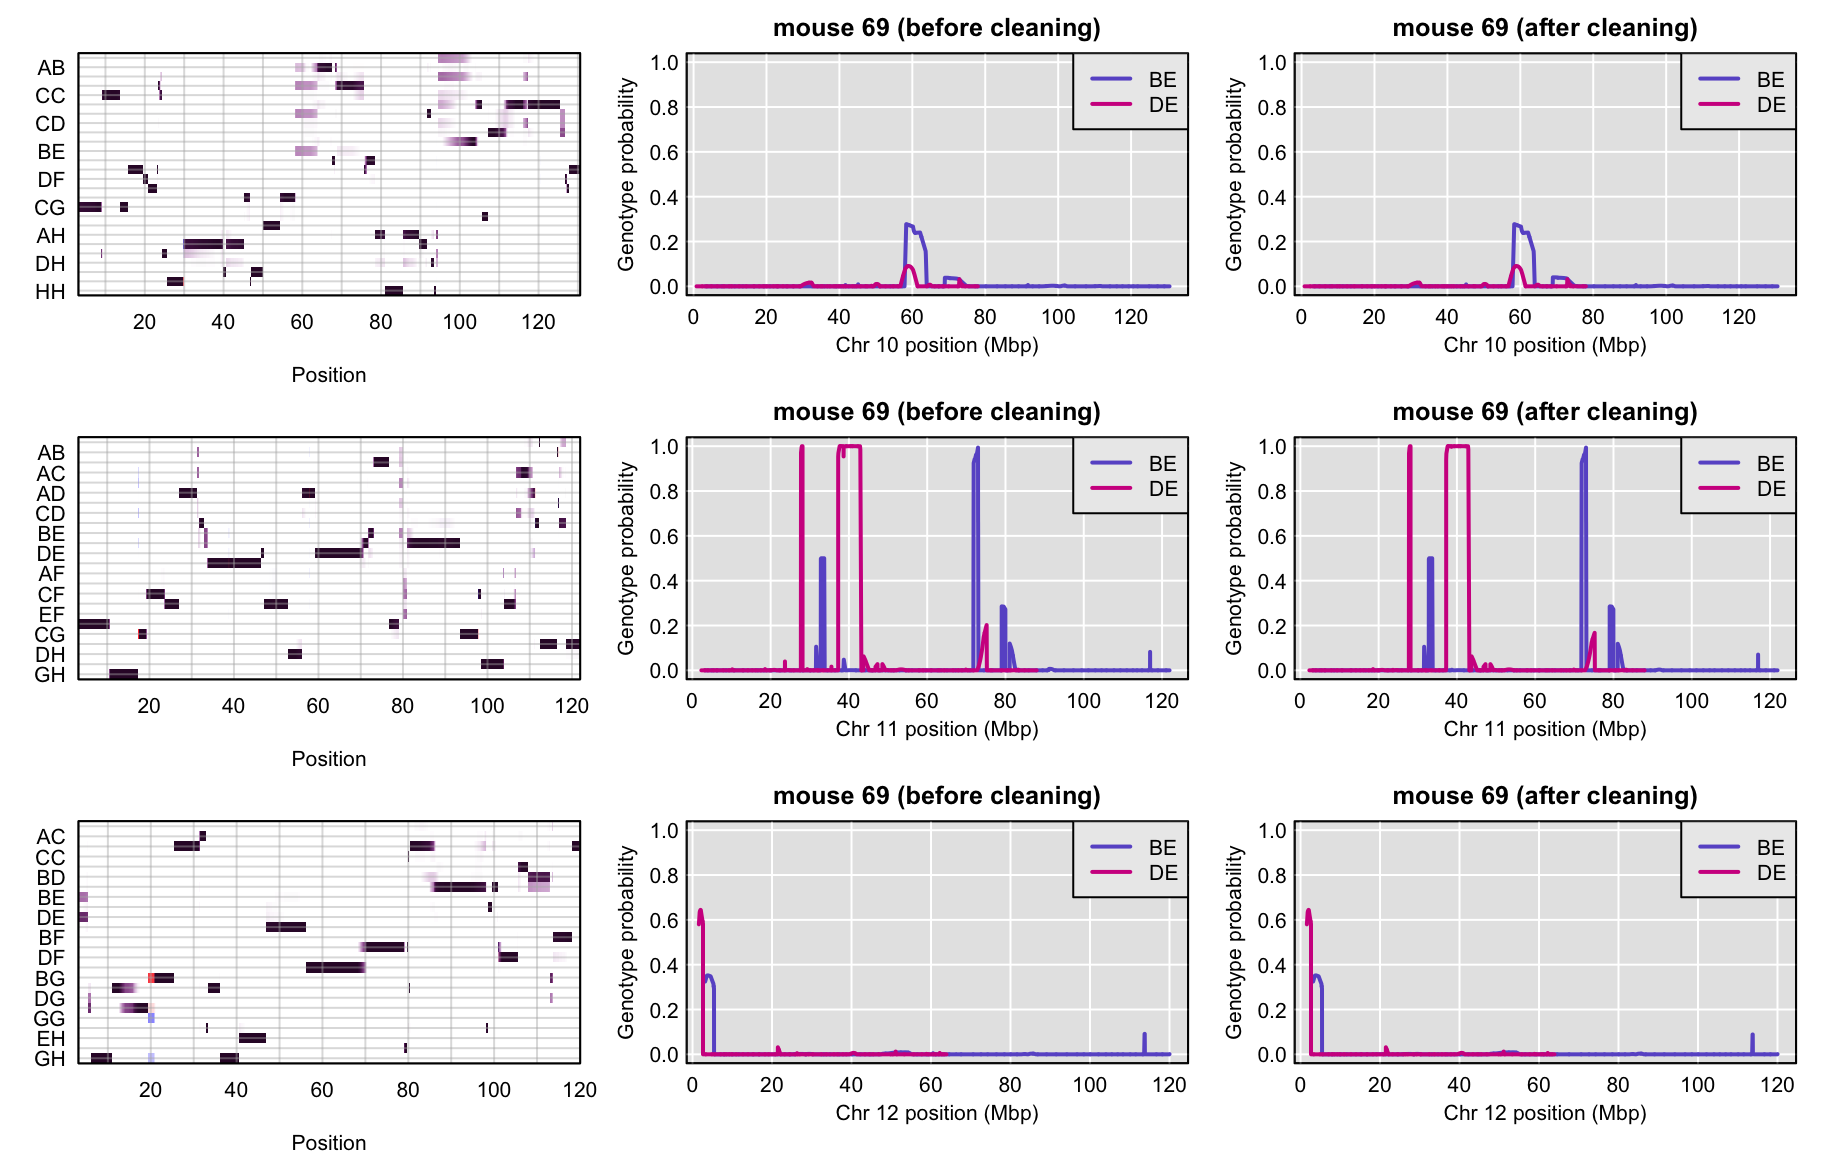 mouse 69 (before cleaning)
mouse 69 (after cleaning)
AB
CC
CD
BE
DF
CG
AH
DH
HH
20 40 60 80 100 120
Position
Genotype probability
1.0
0.8
0.6
0.4
0.2
0.0
BE
DE
0 20 40 60 80 100 120
Chr 10 position (Mbp)
Genotype probability
1.0
0.8
0.6
0.4
0.2
0.0
BE
DE
0 20 40 60 80 100 120
Chr 10 position (Mbp)
mouse 69 (before cleaning)
mouse 69 (after cleaning)
AB
AC
AD
CD
BE
DE
AF
CF
EF
CG
DH
GH
20 40 60 80 100 120
Position
Genotype probability
1.0
0.8
0.6
0.4
0.2
0.0
BE
DE
0 20 40 60 80 100 120
Chr 11 position (Mbp)
Genotype probability
1.0
0.8
0.6
0.4
0.2
0.0
BE
DE
0 20 40 60 80 100 120
Chr 11 position (Mbp)
mouse 69 (before cleaning)
mouse 69 (after cleaning)
AC
CC
BD
BE
DE
BF
DF
BG
DG
GG
EH
GH
20 40 60 80 100 120
Position
Genotype probability
1.0
0.8
0.6
0.4
0.2
0.0
BE
DE
0 20 40 60 80 100 120
Chr 12 position (Mbp)
Genotype probability
1.0
0.8
0.6
0.4
0.2
0.0
BE
DE
0 20 40 60 80 100 120
Chr 12 position (Mbp)